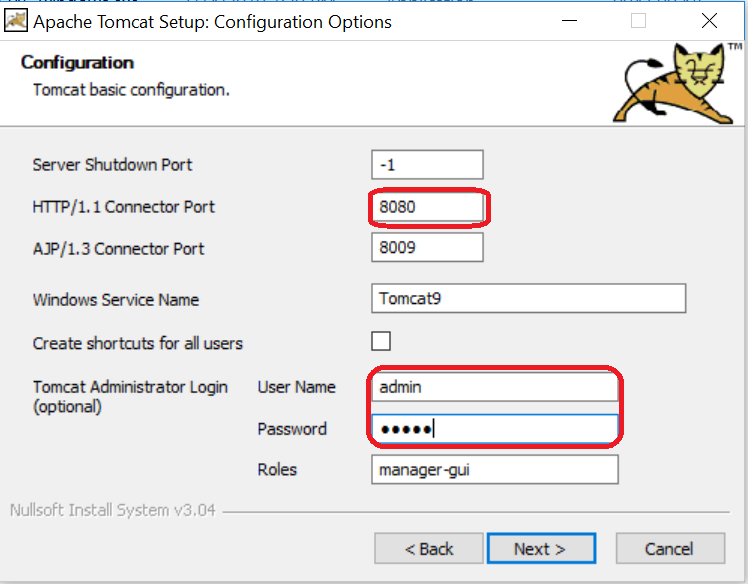 Apache Tomcat Setup: Configuration Options
Configuration
Tomcat basic configuration.
TM
Server Shutdown Port -1
HTTP/1.1 Connector Port 8080
AJP/1.3 Connector Port 8009
Windows Service Name Tomcat9
Create shortcuts for all users
Tomcat Administrator Login User Name admin
(optional)
Password •••••
Roles manager-gui
Nullsoft Install System v3.04
< Back Next > Cancel